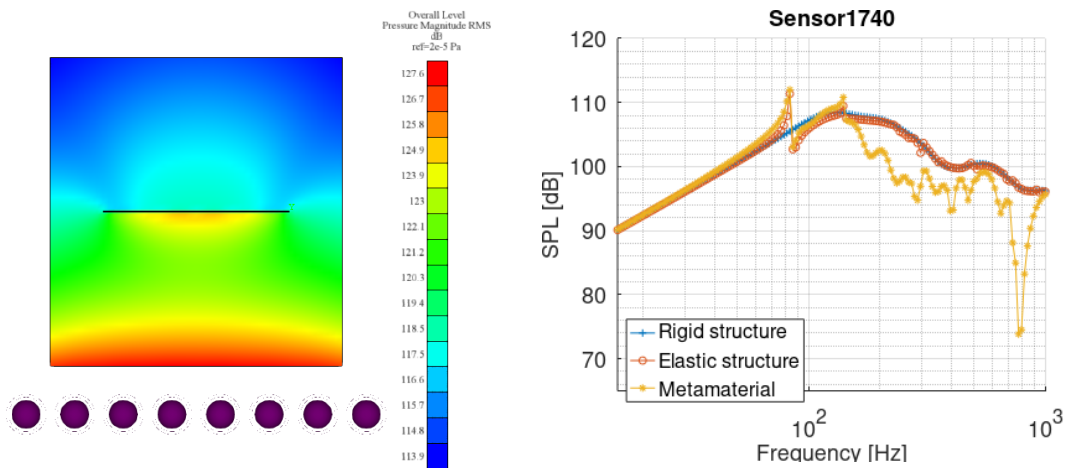 Overall Level
Pressure Magnitude RMS
dB
ref=2e-5 Pa
127.6
126.7
125.8
124.9
123.9
123
122.1
121.2
120.3
119.4
118.5
117.5
116.6
115.7
114.8
113.9
Sensor1740
120
110
100
90
80
70
SPL [dB]
Rigid structure
Elastic structure
Metamaterial
10²
10³
Frequency [Hz]